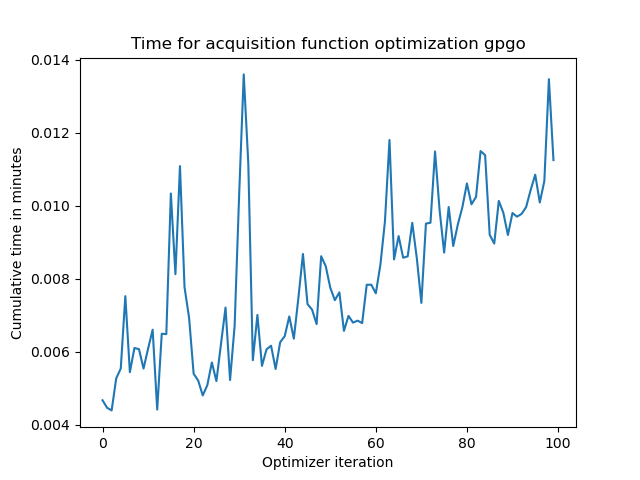 Time for acquisition function optimization gpgo
0.014
0.012
0.010
0.008
0.006
0.004
Cumulative time in minutes
0 20 40 60 80 100
Optimizer iteration